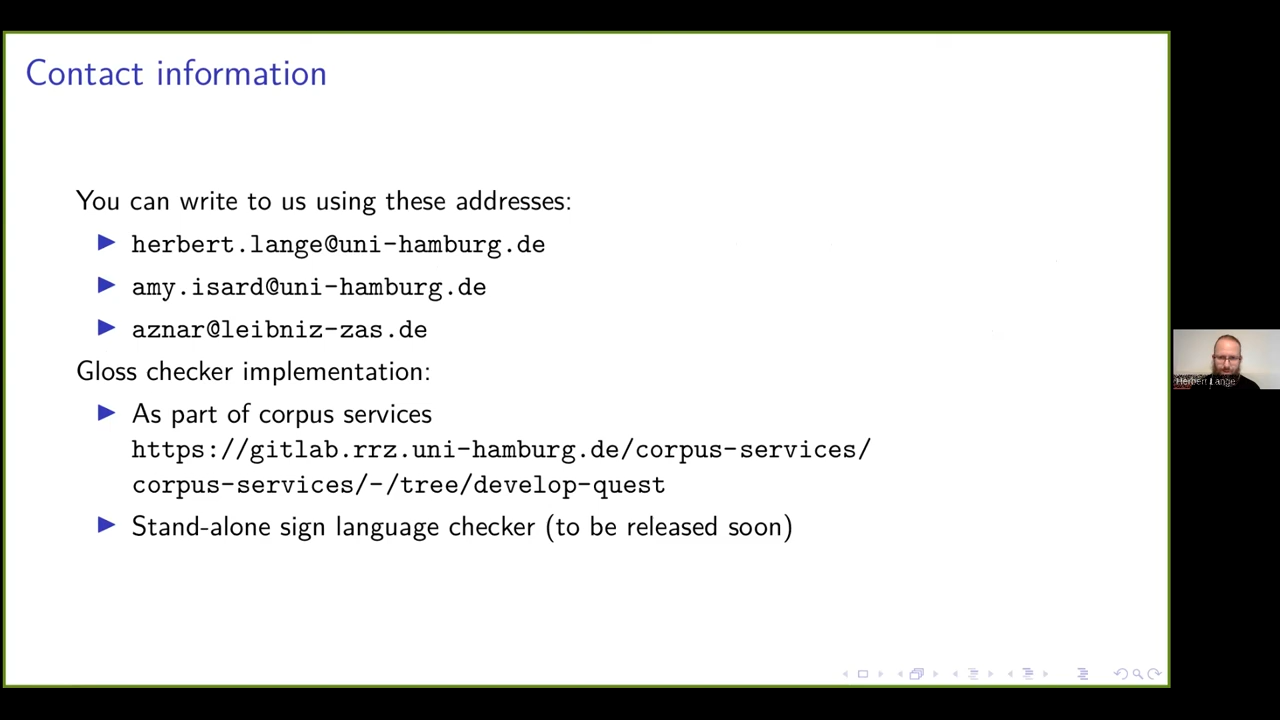 Contact information
You can write to us using these addresses:
herbert.lange@uni-hamburg.de
amy.isard@uni-hamburg.de
aznar@leibniz-zas.de
Gloss checker implementation:
As part of corpus services
https://gitlab.rrz.uni-hamburg.de/corpus-services/
corpus-services/-/tree/develop-quest
Stand-alone sign language checker (to be released soon)
Herbert Lange